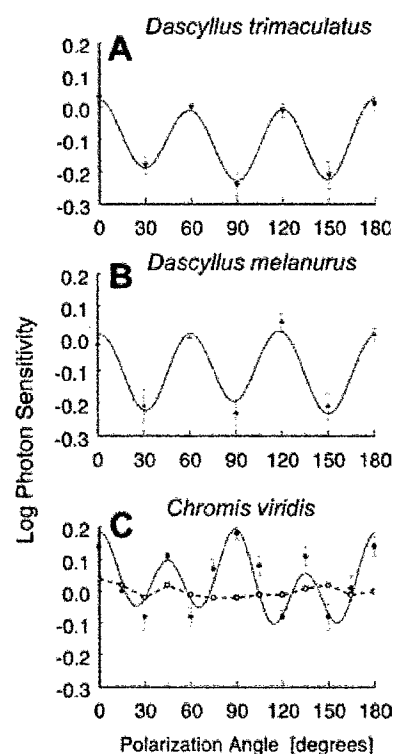 A Dascyllus trimaculatus
0.2
0.1
0.0
-0.1
-0.2
-0.3
0 30 60 90 120 150 180
B Dascyllus melanurus
0.2
0.1
0.0
-0.1
-0.2
-0.3
0 30 60 90 120 150 180
Log Photon Sensitivity
C Chromis viridis
0.2
0.1
0.0
-0.1
-0.2
-0.3
0 30 60 90 120 150 180
Polarization Angle [degrees]